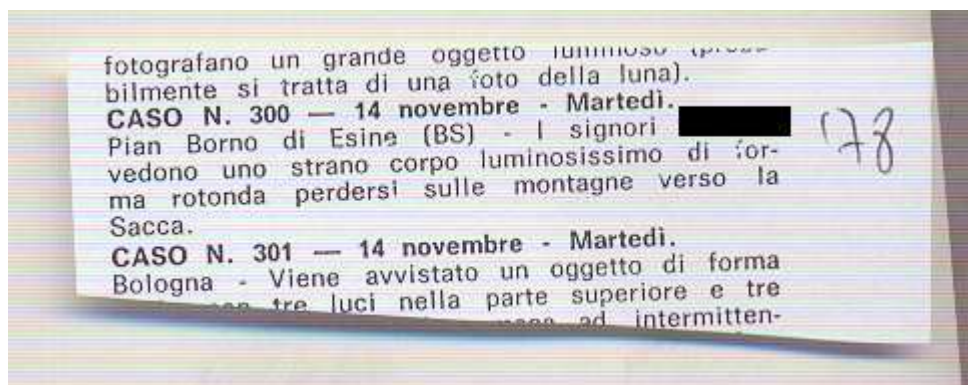 fotografano un grande oggetto luminoso
bilmente si tratta di una foto della luna).
CASO N. 300 — 14 novembre - Martedì.
Pian Borno di Esine (BS) - I signori
vedono uno strano corpo luminosissimo di for-
ma rotonda perdersi sulle montagne verso la
Sacca.
CASO N. 301 — 14 novembre - Martedì.
Bologna - Viene avvistato un oggetto di forma
tre luci nella parte superiore e tre
ad intermitten-
'78